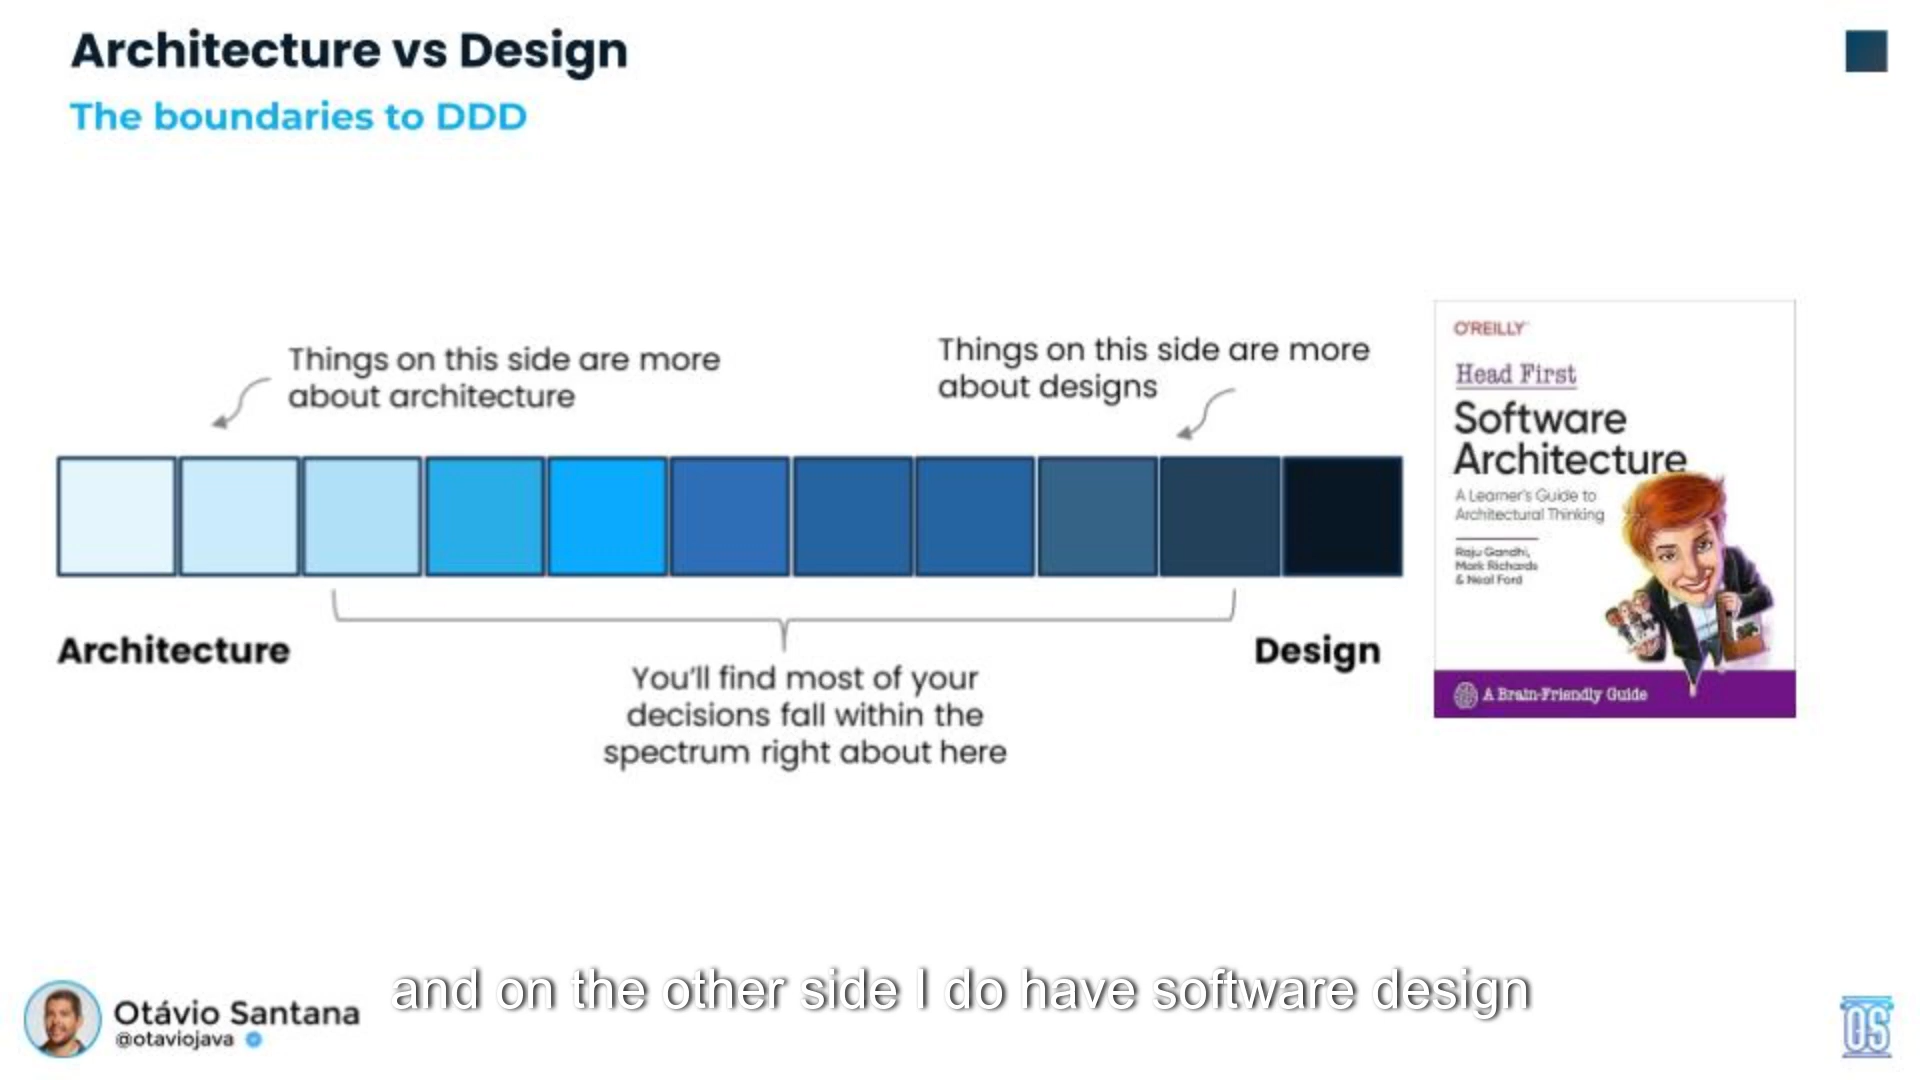 Architecture vs Design
The boundaries to DDD
Things on this side are more
about architecture
Things on this side are more
about designs
Architecture
Design
You'll find most of your
decisions fall within the
spectrum right about here
O'REILLY
Head First
Software
Architecture
A Learner's Guide to
Architectural Thinking
Raju Gandhi,
Mark Richards
& Neal Ford
A Brain-Friendly Guide
and on the other side I do have software design
Otávio Santana
@otaviojava
OS